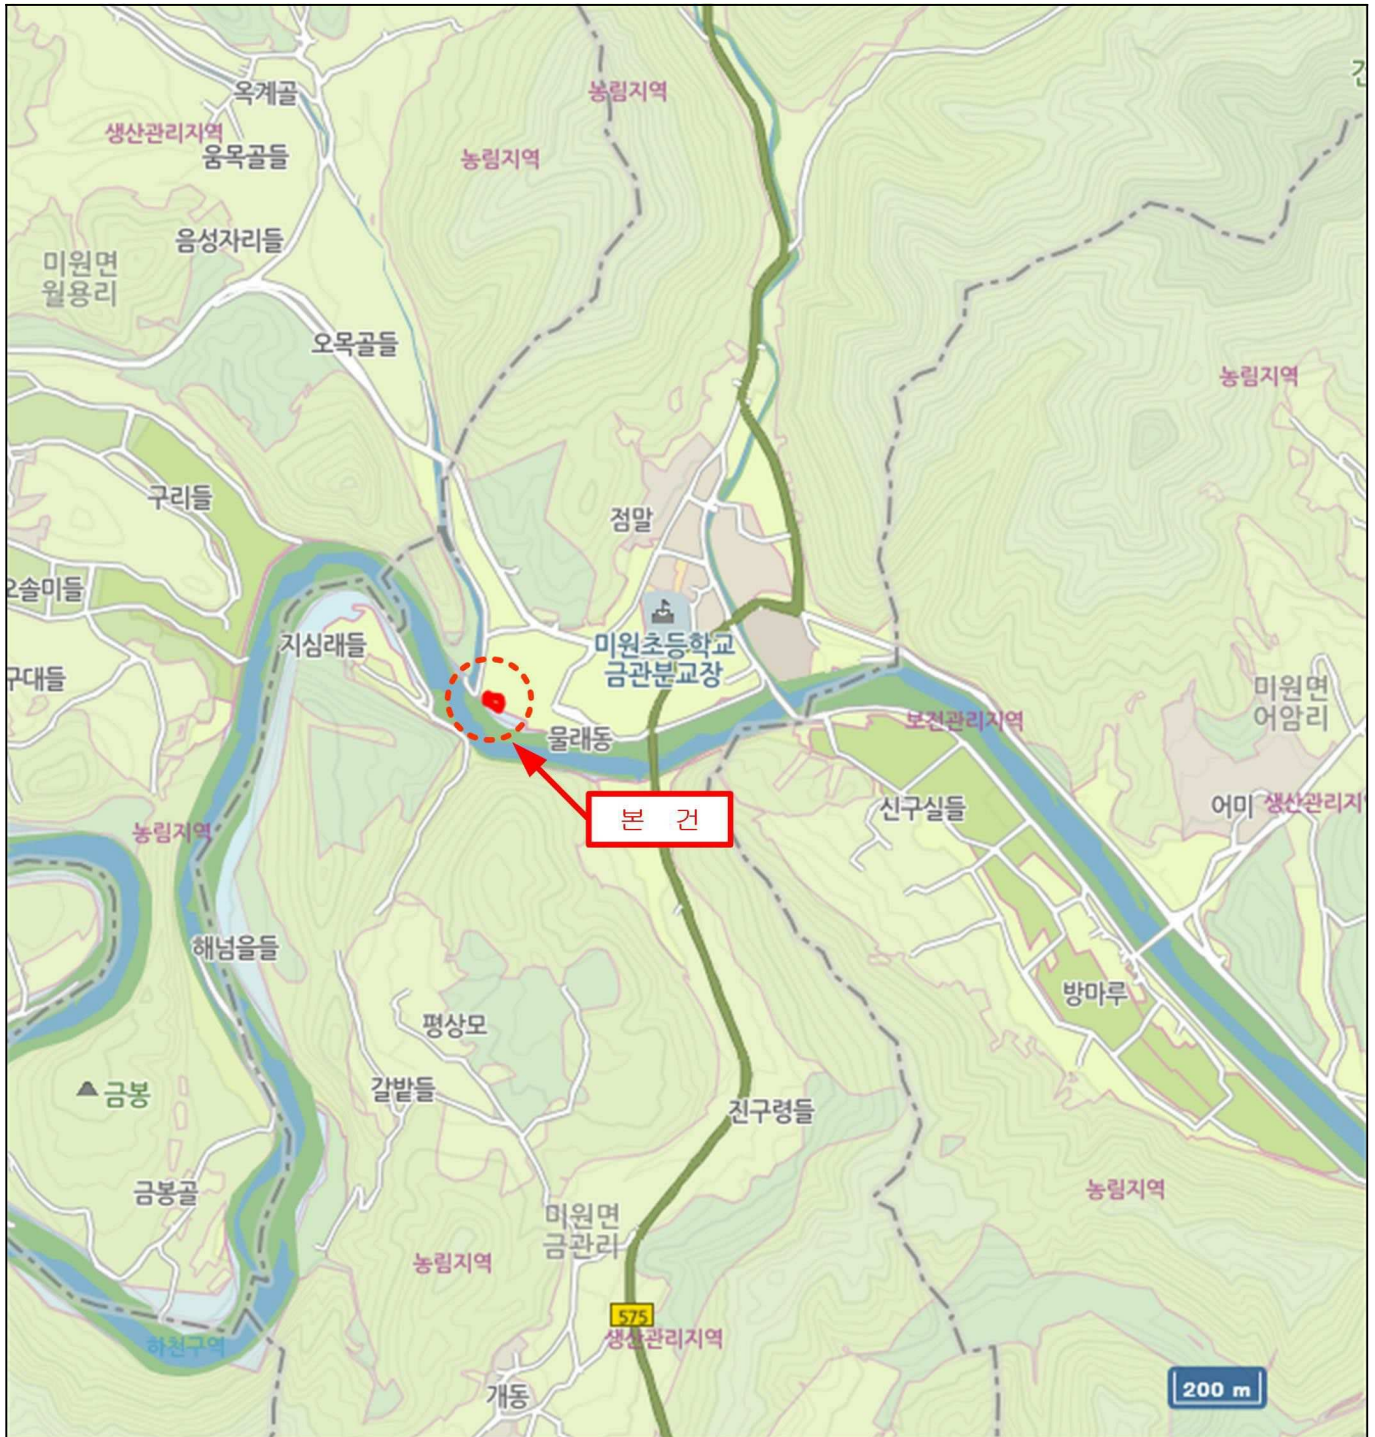 옥계골
농림지역
생산관리지역
움목골들
농림지역
음성자리들
미원면
월용리
오목골들
농림지역
구리들
점말
오솔미들
지심래들
미원초등학교
금관분교장
구대들
미원면
어암리
보전관리지역
물래동
본 건
신구실들
어미
생산관리지
농림지역
해넘을들
방마루
평상모
갈밭들
금봉
진구령들
금봉골
농림지역
미원면
금관리
농림지역
575
생산관리지역
하천구역
개동
200 m